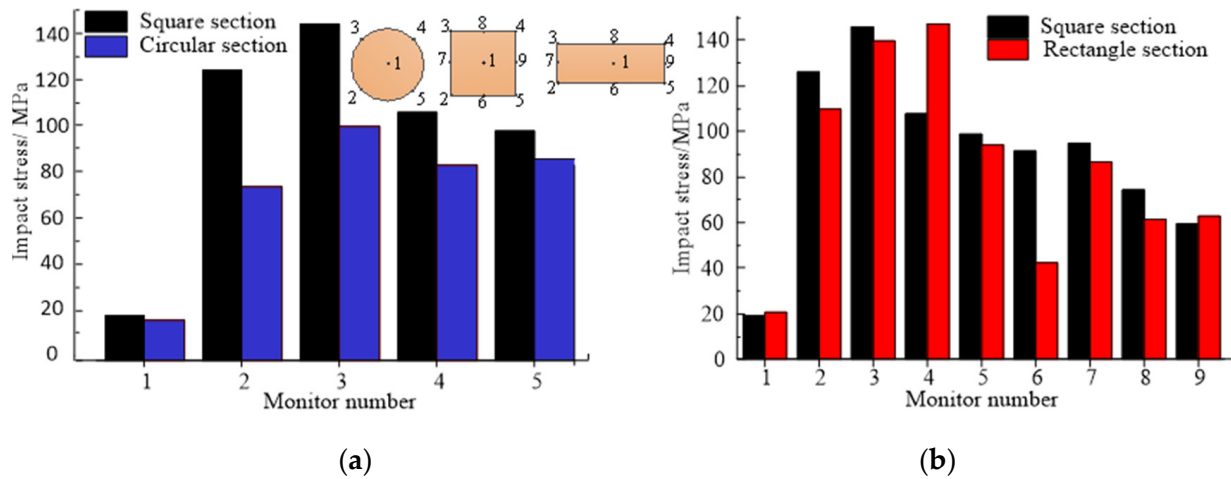 Square section
Circular section
Impact stress/ MPa
140
120
100
80
60
40
20
0
1 2 3 4 5
Monitor number
3 4
1
2 5
3 8 4
7 1 9
2 6 5
3 8 4
7 1 9
2 6 5
(a)
Square section
Rectangle section
Impact stress/MPa
140
120
100
80
60
40
20
0
1 2 3 4 5 6 7 8 9
Monitor number
(b)